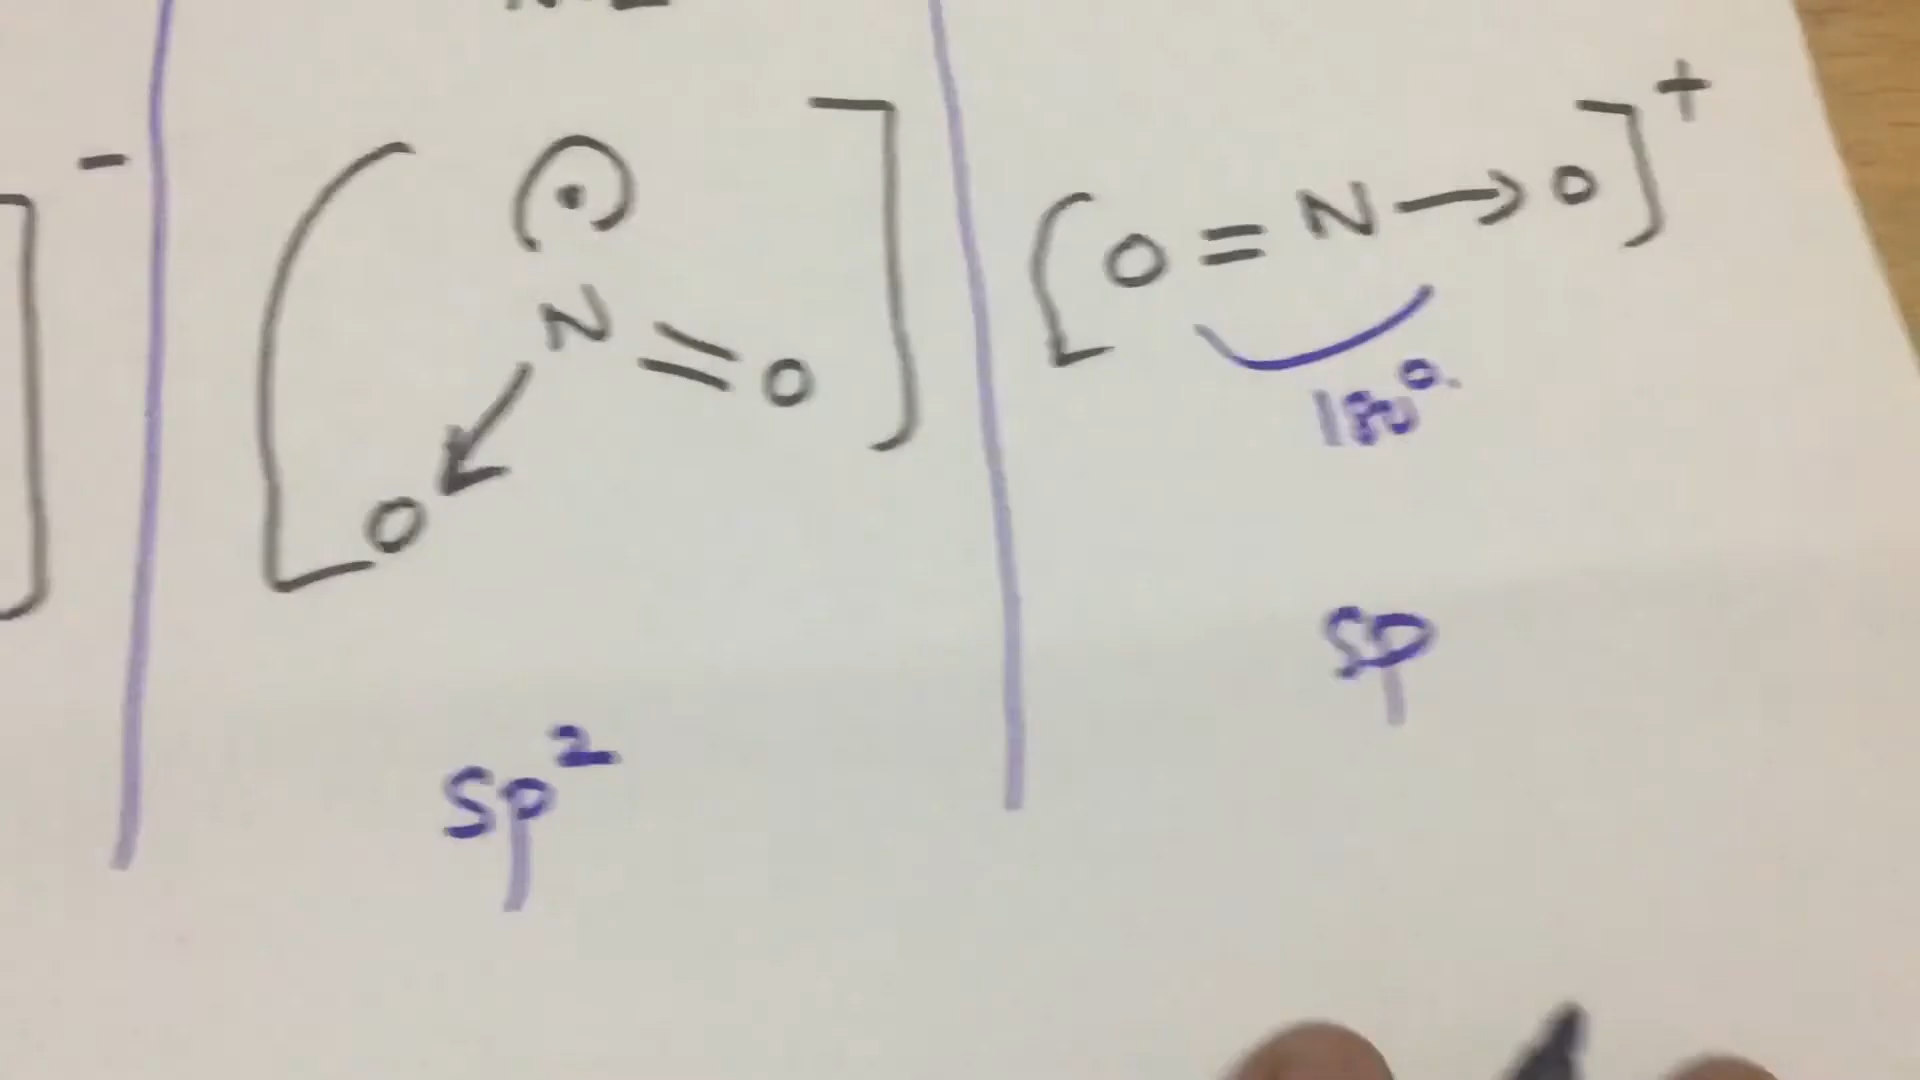 -
N
O
O
sp²
[O = N → O]⁺
180°
sp